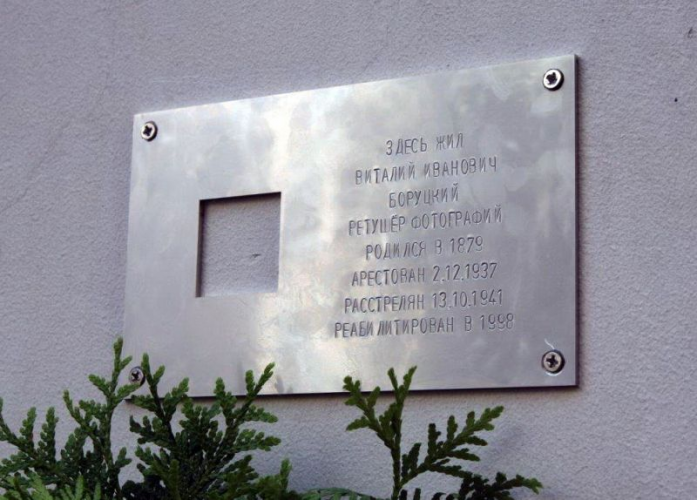 ЗДЕСЬ ЖИЛ
ВИТАЛИЙ ИВАНОВИЧ
БОРУЦКИЙ
РЕТУШЁР ФОТОГРАФИЙ
РОДИЛСЯ В 1879
АРЕСТОВАН 2.12.1937
РАССТРЕЛЯН 13.10.1941
РЕАБИЛИТИРОВАН В 1998